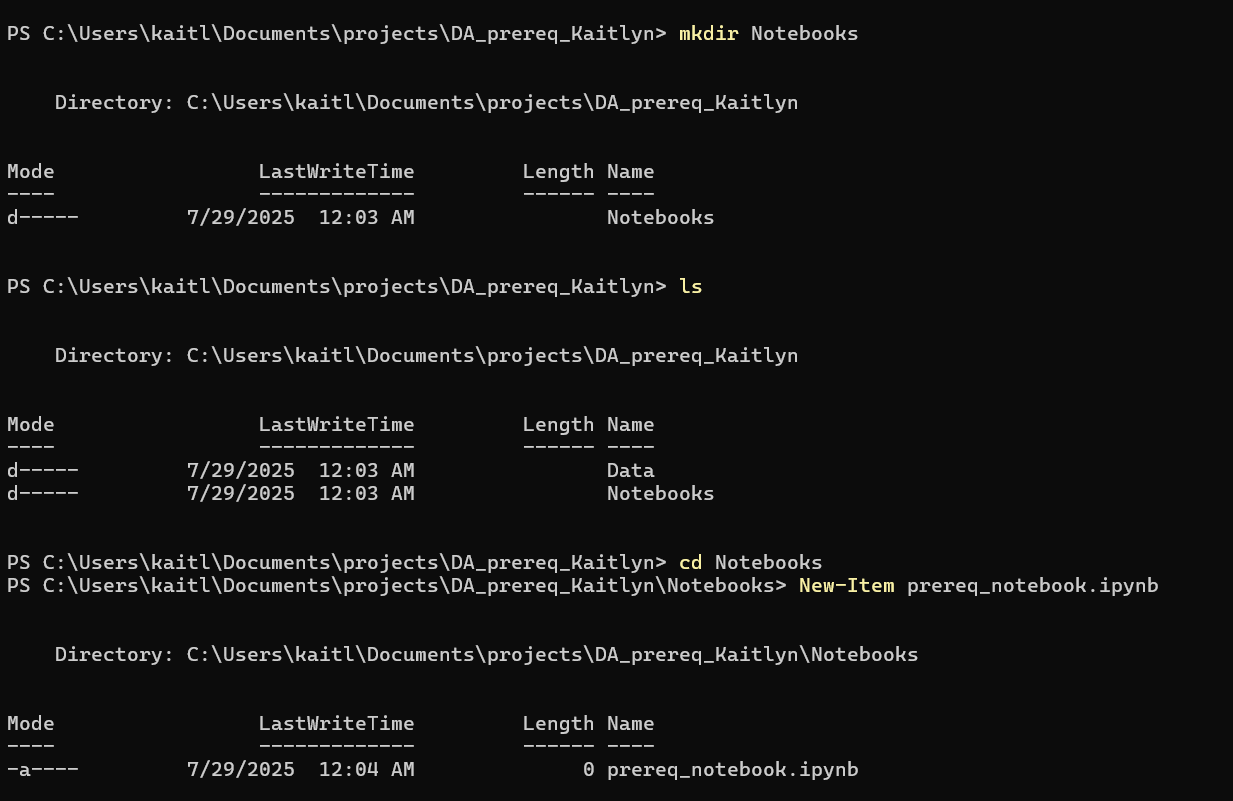 PS C:\Users\kaitl\Documents\projects\DA_prereq_Kaitlyn> mkdir Notebooks
Directory: C:\Users\kaitl\Documents\projects\DA_prereq_Kaitlyn
Mode                 LastWriteTime         Length Name
----                 -------------         ------ ----
d-----         7/29/2025  12:03 AM                Notebooks
PS C:\Users\kaitl\Documents\projects\DA_prereq_Kaitlyn> ls
Directory: C:\Users\kaitl\Documents\projects\DA_prereq_Kaitlyn
Mode                 LastWriteTime         Length Name
----                 -------------         ------ ----
d-----         7/29/2025  12:03 AM                Data
d-----         7/29/2025  12:03 AM                Notebooks
PS C:\Users\kaitl\Documents\projects\DA_prereq_Kaitlyn> cd Notebooks
PS C:\Users\kaitl\Documents\projects\DA_prereq_Kaitlyn\Notebooks> New-Item prereq_notebook.ipynb
Directory: C:\Users\kaitl\Documents\projects\DA_prereq_Kaitlyn\Notebooks
Mode                 LastWriteTime         Length Name
----                 -------------         ------ ----
-a----         7/29/2025  12:04 AM              0 prereq_notebook.ipynb